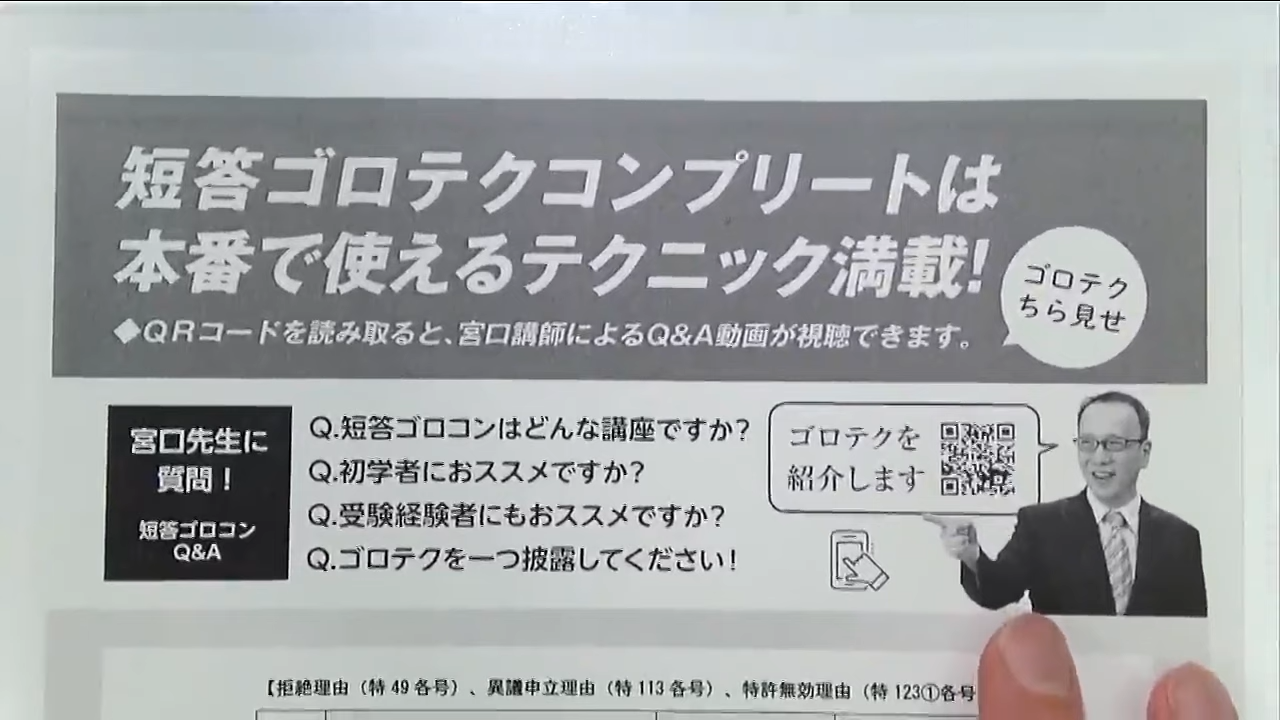 短答ゴロテクコンプリートは
本番で使えるテクニック満載!
◆QRコードを読み取ると、宮口講師によるQ&A動画が視聴できます。
ゴロテク
ちら見せ
宮口先生に
質問！
短答ゴロコン
Q&A
Q.短答ゴロコンはどんな講座ですか?
Q.初学者におススメですか?
Q.受験経験者にもおススメですか?
Q.ゴロテクを一つ披露してください!
ゴロテクを
紹介します
【拒絶理由（特49各号）、異議申立理由（特113各号）、特許無効理由（特123①各号